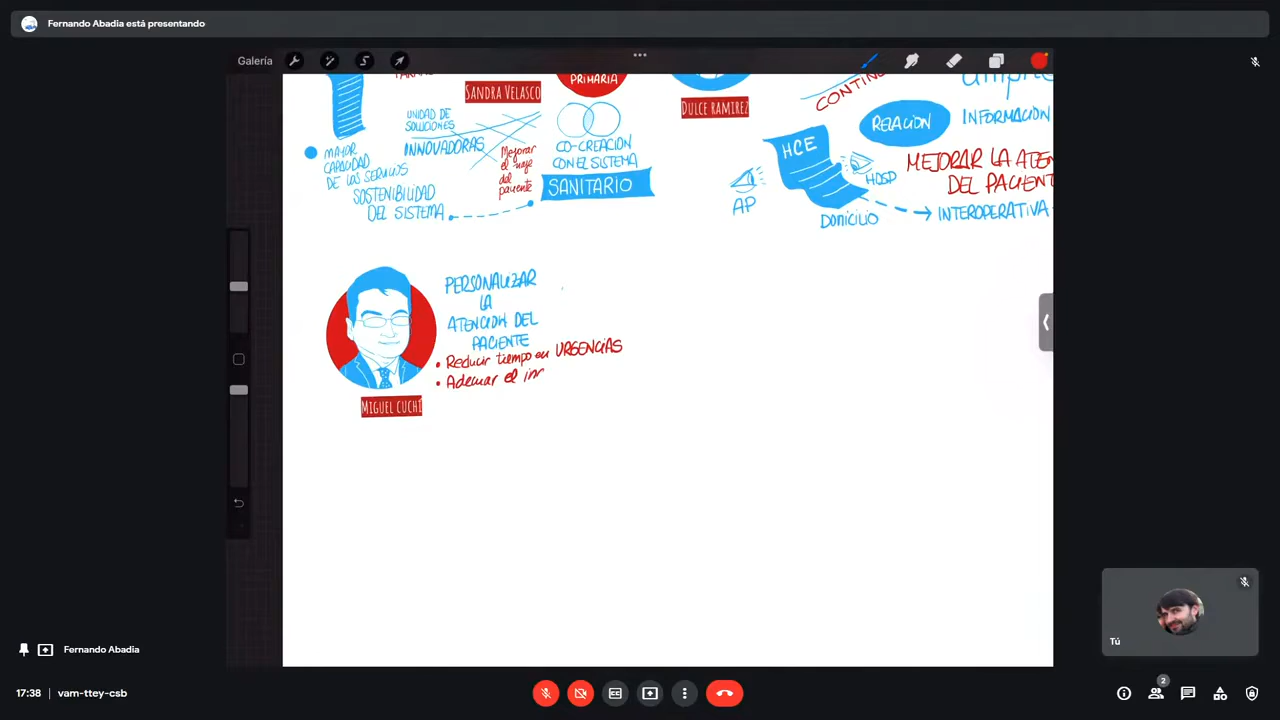 Fernando Abadia está presentando
Galería
PRIMARIA
SANDRA VELASCO
DULCE RAMIREZ
UNIDAD DE
SOLUCIONES
INNOVADORAS
MAYOR
CAPACIDAD
DE LOS SERVICIOS
SOSTENIBILIDAD
DEL SISTEMA
Mejorar
el viaje
del
paciente
CO-CREACIÓN
CON EL SISTEMA
SANITARIO
HCE
AP
HOSP
DOMICILIO
RELACIÓN
INFORMACIÓN
MEJORAR LA ATEN
DEL PACIENT
INTEROPERATIVA
PERSONALIZAR
LA
ATENCIÓN DEL
PACIENTE
• Reducir tiempo en URGENCIAS
• Adecuar el inr
MIGUEL CUCHÍ
Tú
Fernando Abadia
17:38 | vam-ttey-csb
2